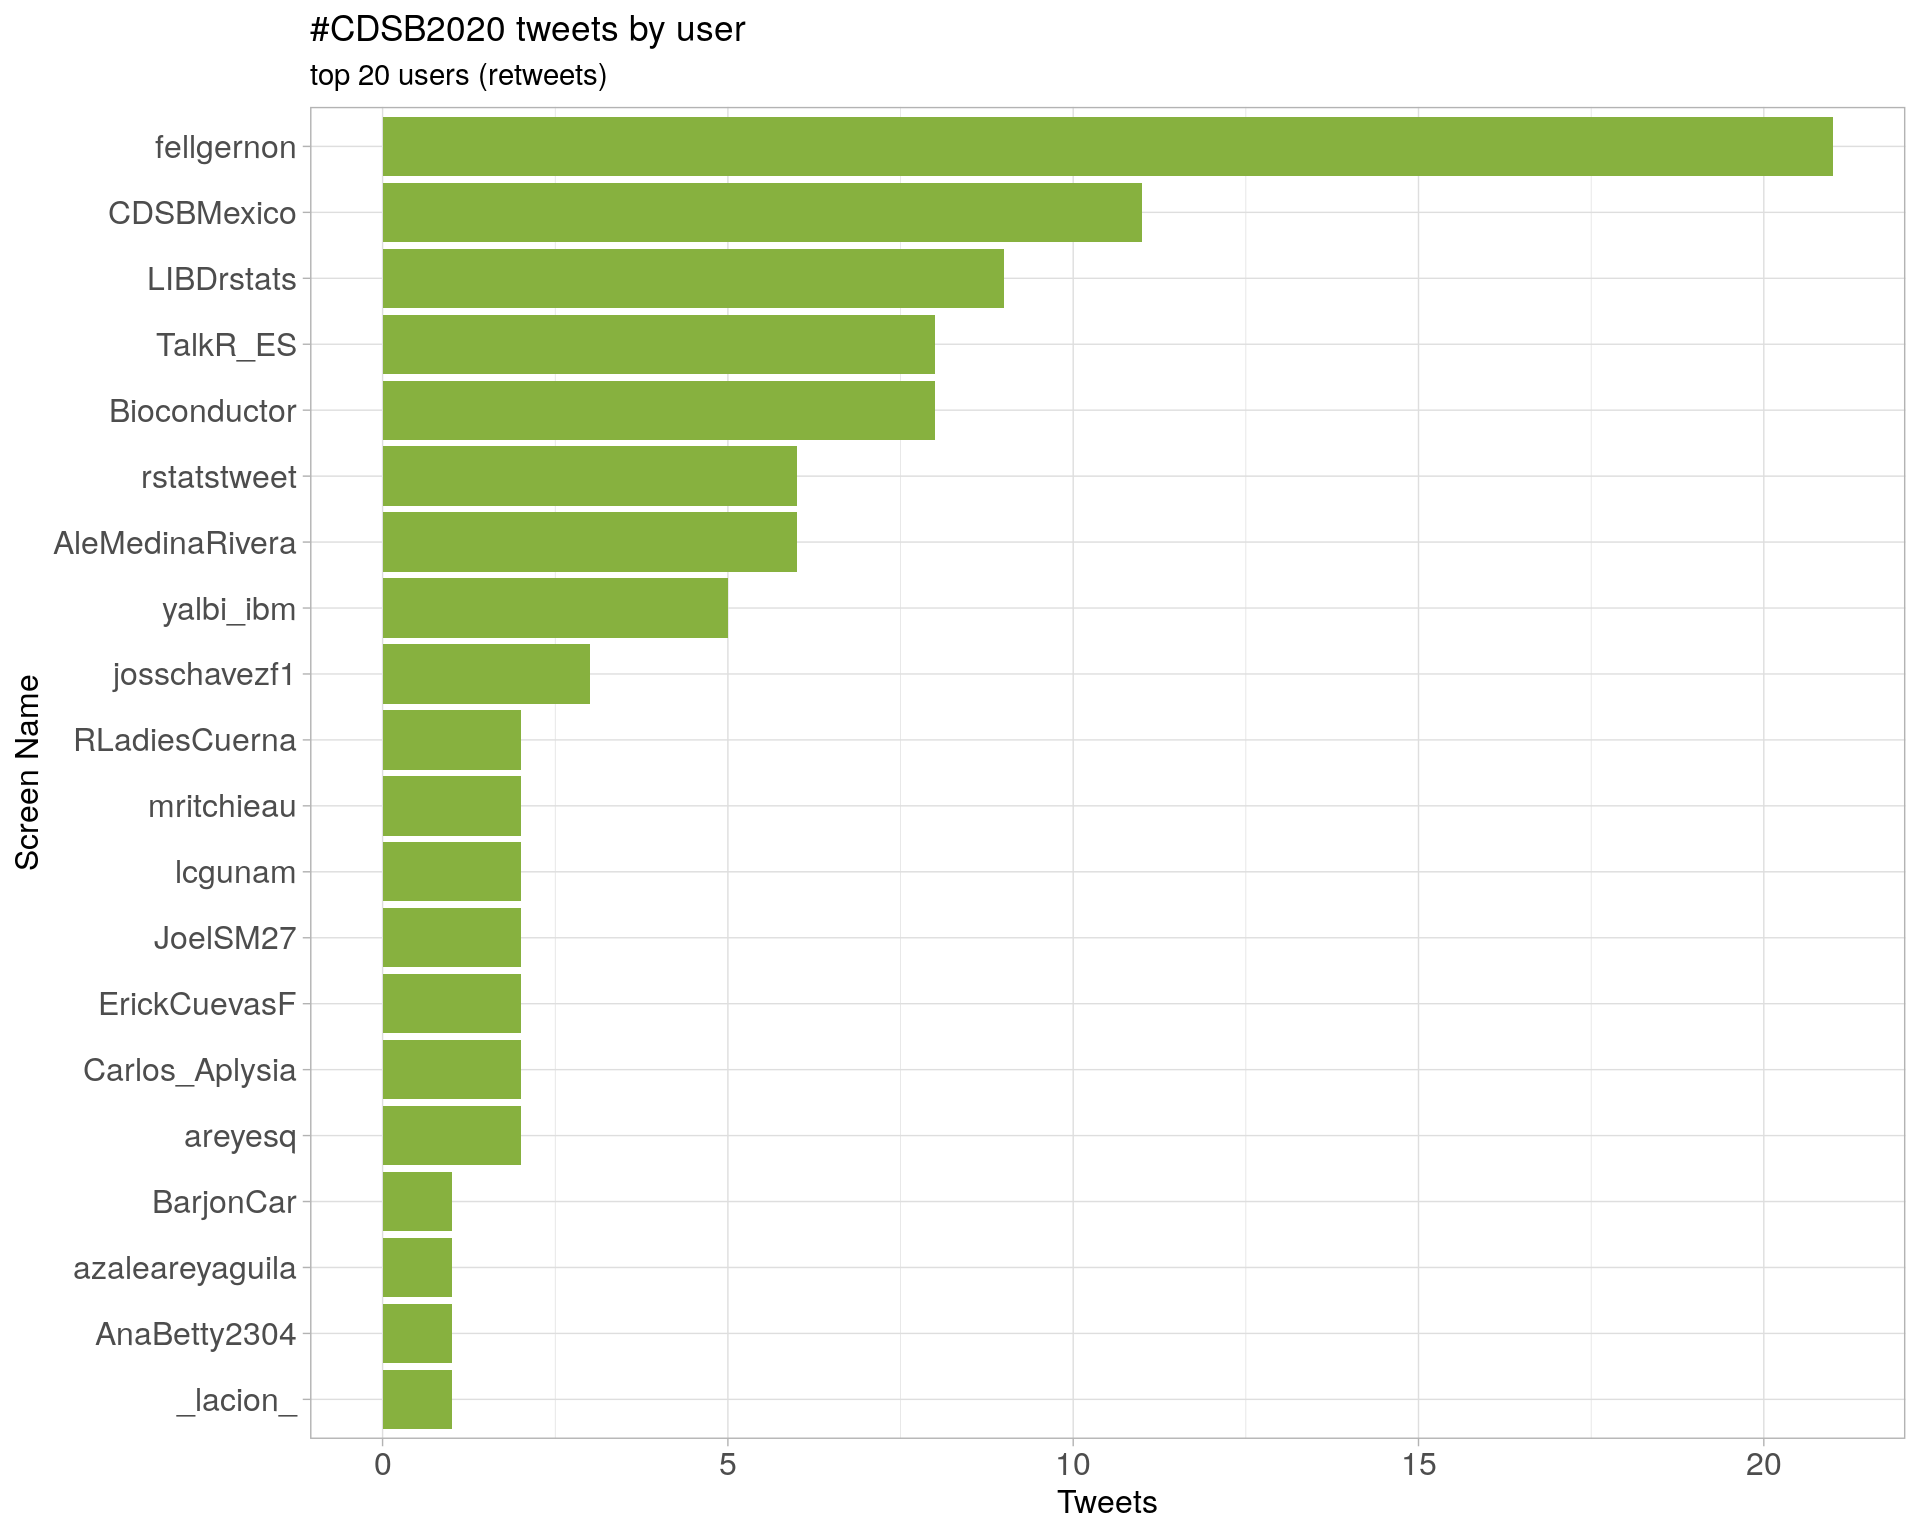 #CDSB2020 tweets by user
top 20 users (retweets)
fellgernon
CDSBMexico
LIBDrstats
TalkR_ES
Bioconductor
rstatstweet
AleMedinaRivera
yalbi_ibm
josschavezf1
RLadiesCuerna
mritchieau
lcgunam
JoelSM27
ErickCuevasF
Carlos_Aplysia
areyesq
BarjonCar
azaleareyaguila
AnaBetty2304
_lacion_
Screen Name
0 5 10 15 20
Tweets